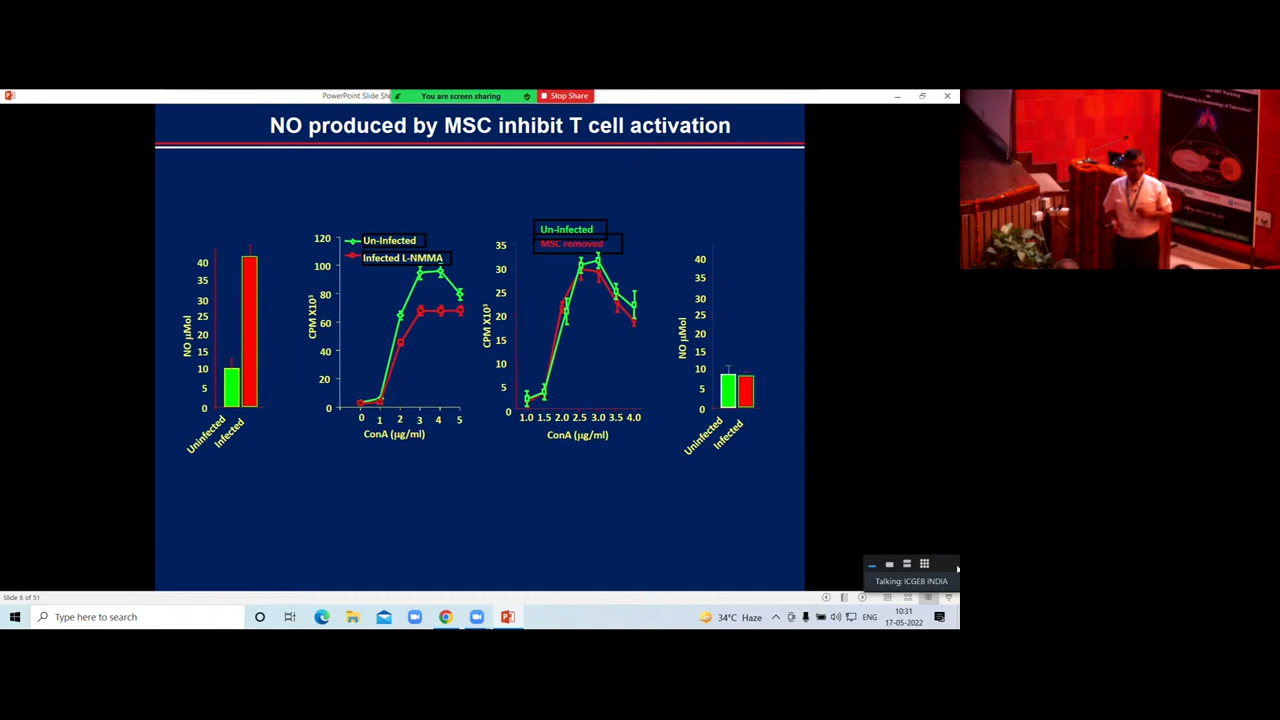 PowerPoint Slide Sh
You are screen sharing
Stop Share
NO produced by MSC inhibit T cell activation
NO µMol
40
35
30
25
20
15
10
5
0
Uninfected
Infected
Un-Infected
Infected L-NMMA
CPM X10³
120
100
80
60
40
20
0
0 1 2 3 4 5
ConA (µg/ml)
Un-Infected
MSC removed
CPM X10³
35
30
25
20
15
10
5
0
1.0 1.5 2.0 2.5 3.0 3.5 4.0
ConA (µg/ml)
NO µMol
40
35
30
25
20
15
10
5
0
Uninfected
Infected
Talking: ICGEB INDIA
Slide 8 of 51
Type here to search
34°C Haze
ENG
10:31
17-05-2022